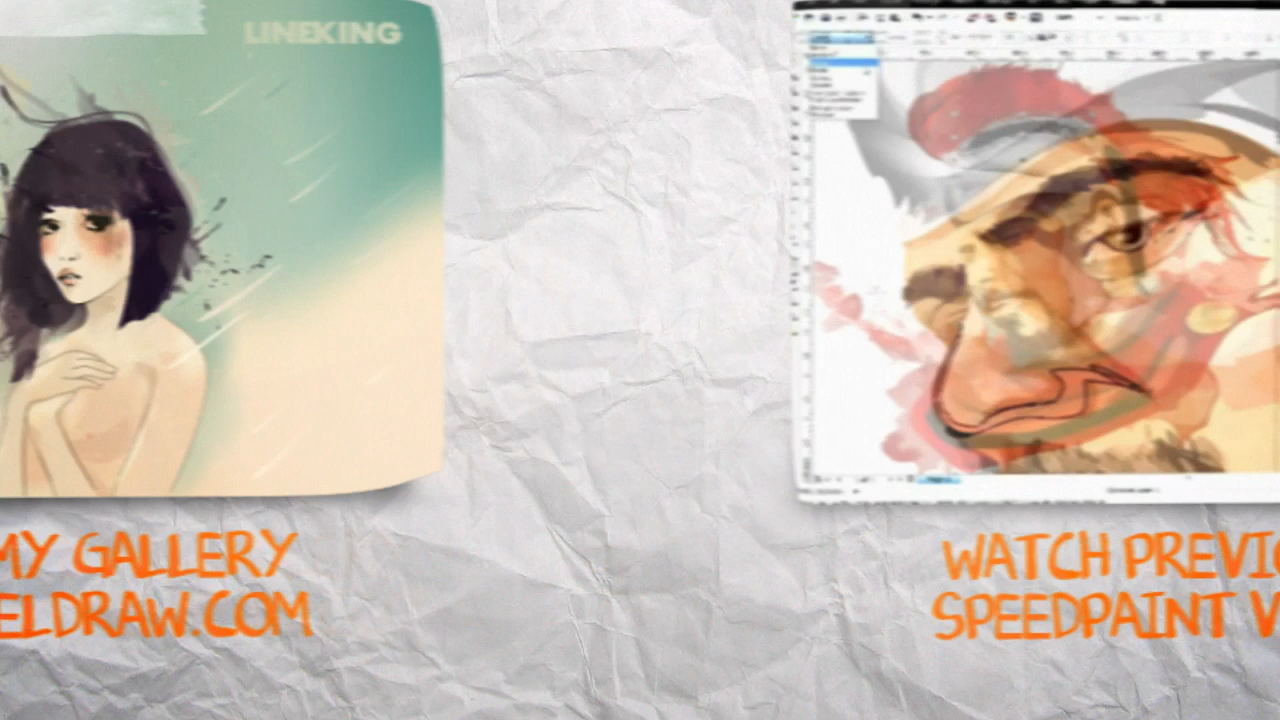 LINEKING
MY GALLERY
ELDRAW.COM
WATCH PREVIO
SPEEDPAINT V